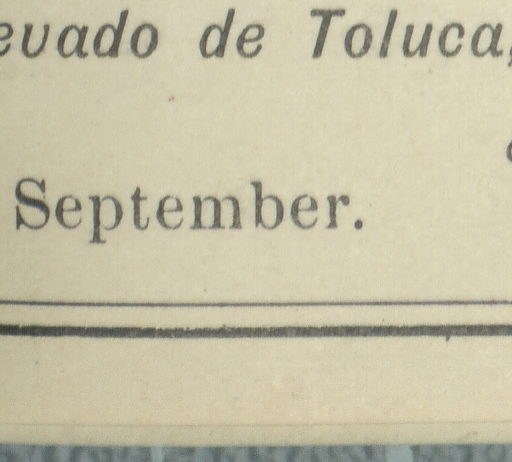 evado de Toluca,
September.